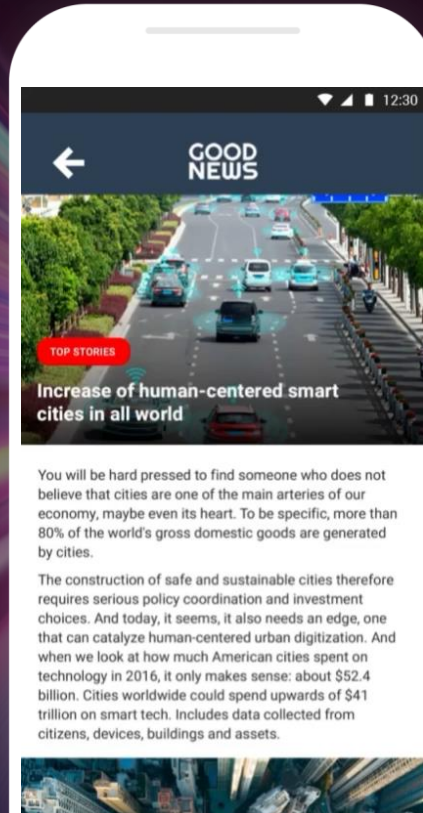 12:30
GOOD
NEWS
TOP STORIES
Increase of human-centered smart
cities in all world
You will be hard pressed to find someone who does not
believe that cities are one of the main arteries of our
economy, maybe even its heart. To be specific, more than
80% of the world's gross domestic goods are generated
by cities.
The construction of safe and sustainable cities therefore
requires serious policy coordination and investment
choices. And today, it seems, it also needs an edge, one
that can catalyze human-centered urban digitization. And
when we look at how much American cities spent on
technology in 2016, it only makes sense: about $52.4
billion. Cities worldwide could spend upwards of $41
trillion on smart tech. Includes data collected from
citizens, devices, buildings and assets.